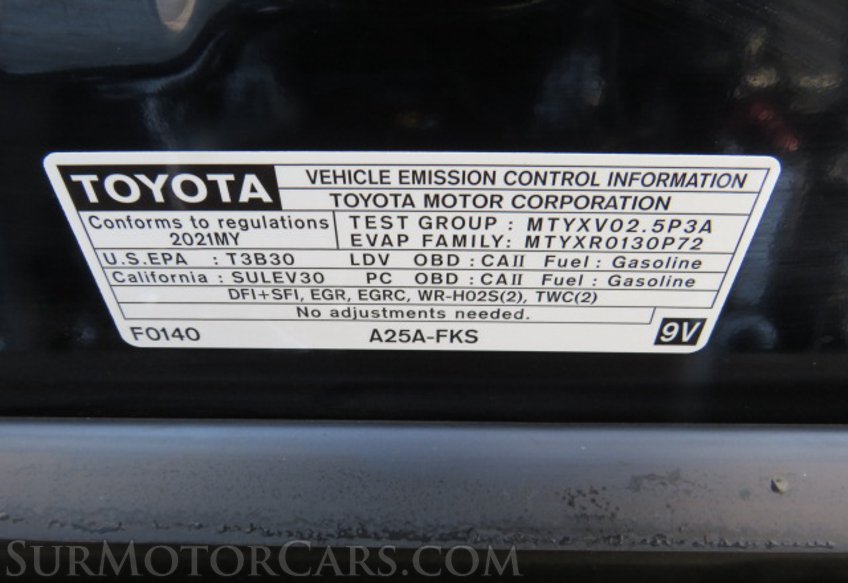 TOYOTA
VEHICLE EMISSION CONTROL INFORMATION
TOYOTA MOTOR CORPORATION
Conforms to regulations
2021MY
TEST GROUP : MTYXV02.5P3A
EVAP FAMILY: MTYXR0130P72
U.S.EPA : T3B30 LDV OBD : CAII Fuel : Gasoline
California : SULEV30 PC OBD : CAII Fuel : Gasoline
DFI+SFI, EGR, EGRC, WR-HO2S(2), TWC(2)
No adjustments needed.
F0140 A25A-FKS 9V
SURMOTORCARS.COM